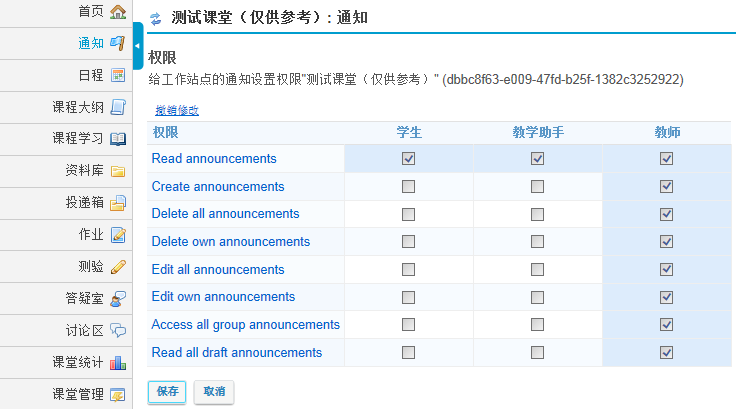 首页
通知
日程
课程大纲
课程学习
资料库
投递箱
作业
测验
答疑室
讨论区
课堂统计
课堂管理
测试课堂（仅供参考）: 通知
权限
给工作站点的通知设置权限"测试课堂（仅供参考）" (dbbc8f63-e009-47fd-b25f-1382c3252922)
撤销修改
权限 学生 教学助手 教师
Read announcements
Create announcements
Delete all announcements
Delete own announcements
Edit all announcements
Edit own announcements
Access all group announcements
Read all draft announcements
保存 取消